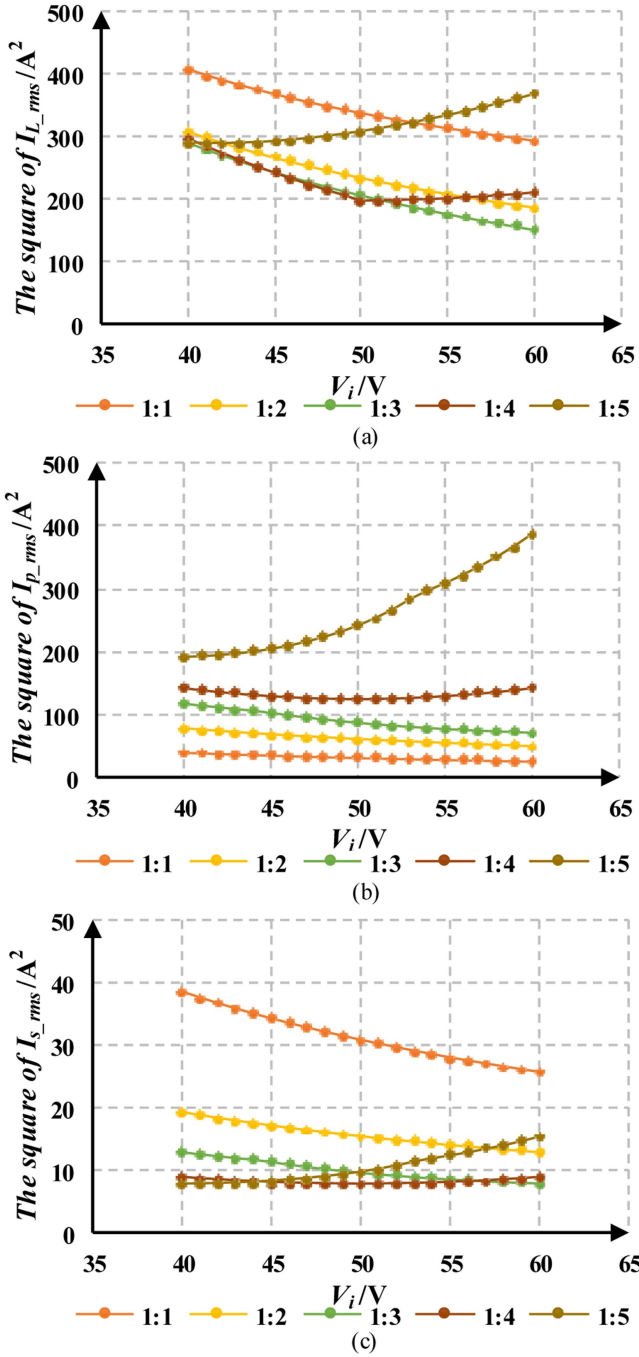 500
400
300
200
100
0
The square of I_L_rms/A²
35 40 45 50 55 60 65
V_i/V
1:1 1:2 1:3 1:4 1:5
(a)
500
400
300
200
100
0
The square of I_p_rms/A²
35 40 45 50 55 60 65
V_i/V
1:1 1:2 1:3 1:4 1:5
(b)
50
40
30
20
10
0
The square of I_s_rms/A²
35 40 45 50 55 60 65
V_i/V
1:1 1:2 1:3 1:4 1:5
(c)